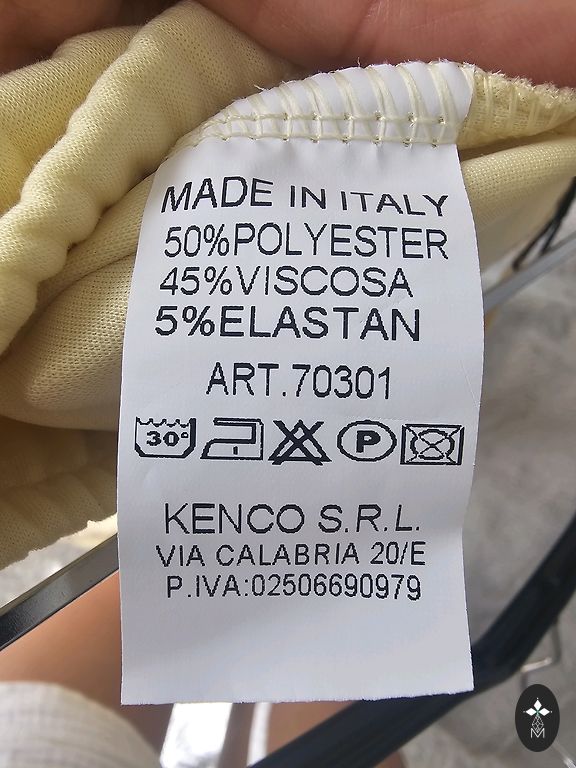 MADE IN ITALY
50%POLYESTER
45%VISCOSA
5%ELASTAN
ART.70301
30° P
KENCO S.R.L.
VIA CALABRIA 20/E
P.IVA:02506690979
M